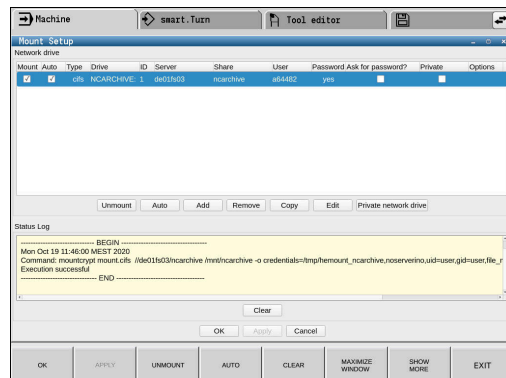 Machine
smart.Turn
Tool editor
Mount Setup
Network drive
Mount Auto Type Drive ID Server Share User Password Ask for password? Private Options
cifs NCARCHIVE: 1 de01fs03 ncarchive a64482 yes
Unmount Auto Add Remove Copy Edit Private network drive
Status Log
---------------------------- BEGIN --------------------------------
Mon Oct 19 11:46:00 MEST 2020
Command: mountcrypt mount.cifs //de01fs03/ncarchive /mnt/ncarchive -o credentials=/tmp/hemount_ncarchive,noserverino,uid=user,gid=user,file_r
Execution successful
----------------------------- END ---------------------------------
Clear
OK Apply Cancel
OK APPLY UNMOUNT AUTO CLEAR MAXIMIZE WINDOW SHOW MORE EXIT